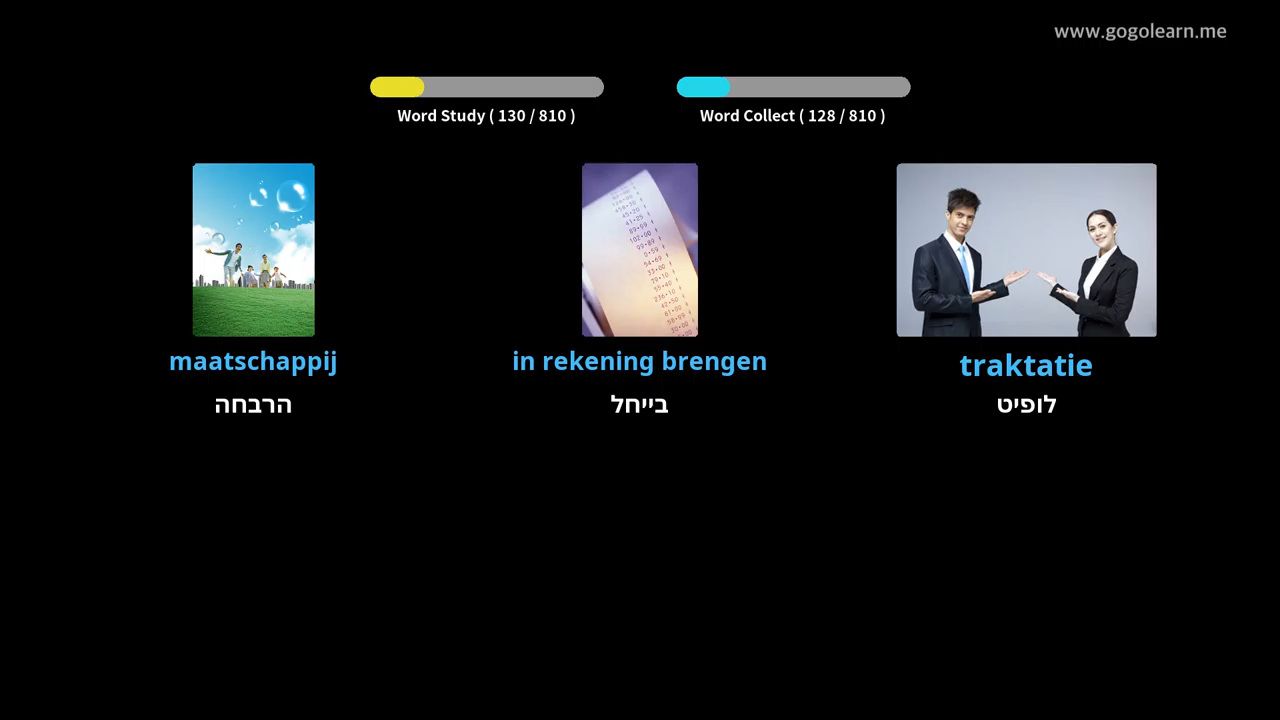 www.gogolearn.me
Word Study ( 130 / 810 )
Word Collect ( 128 / 810 )
maatschappij
in rekening brengen
traktatie
הרבחה
בייחל
לופיט